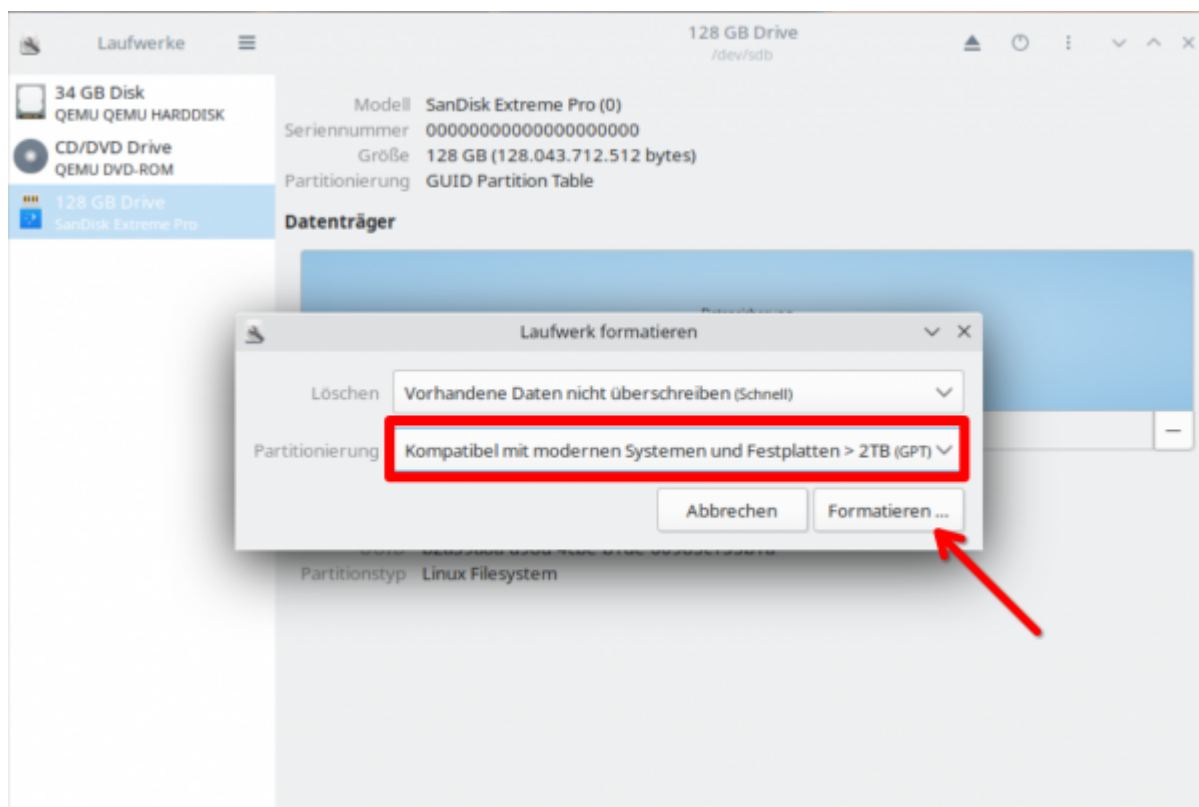 Laufwerke
128 GB Drive
/dev/sdb
34 GB Disk
QEMU QEMU HARDDISK
CD/DVD Drive
QEMU DVD-ROM
128 GB Drive
SanDisk Extreme Pro
Modell SanDisk Extreme Pro (0)
Seriennummer 00000000000000000000
Größe 128 GB (128.043.712.512 bytes)
Partitionierung GUID Partition Table
Datenträger
Laufwerk formatieren
Löschen Vorhandene Daten nicht überschreiben (Schnell)
Partitionierung Kompatibel mit modernen Systemen und Festplatten > 2TB (GPT)
Abbrechen Formatieren ...
Partitionstyp Linux Filesystem